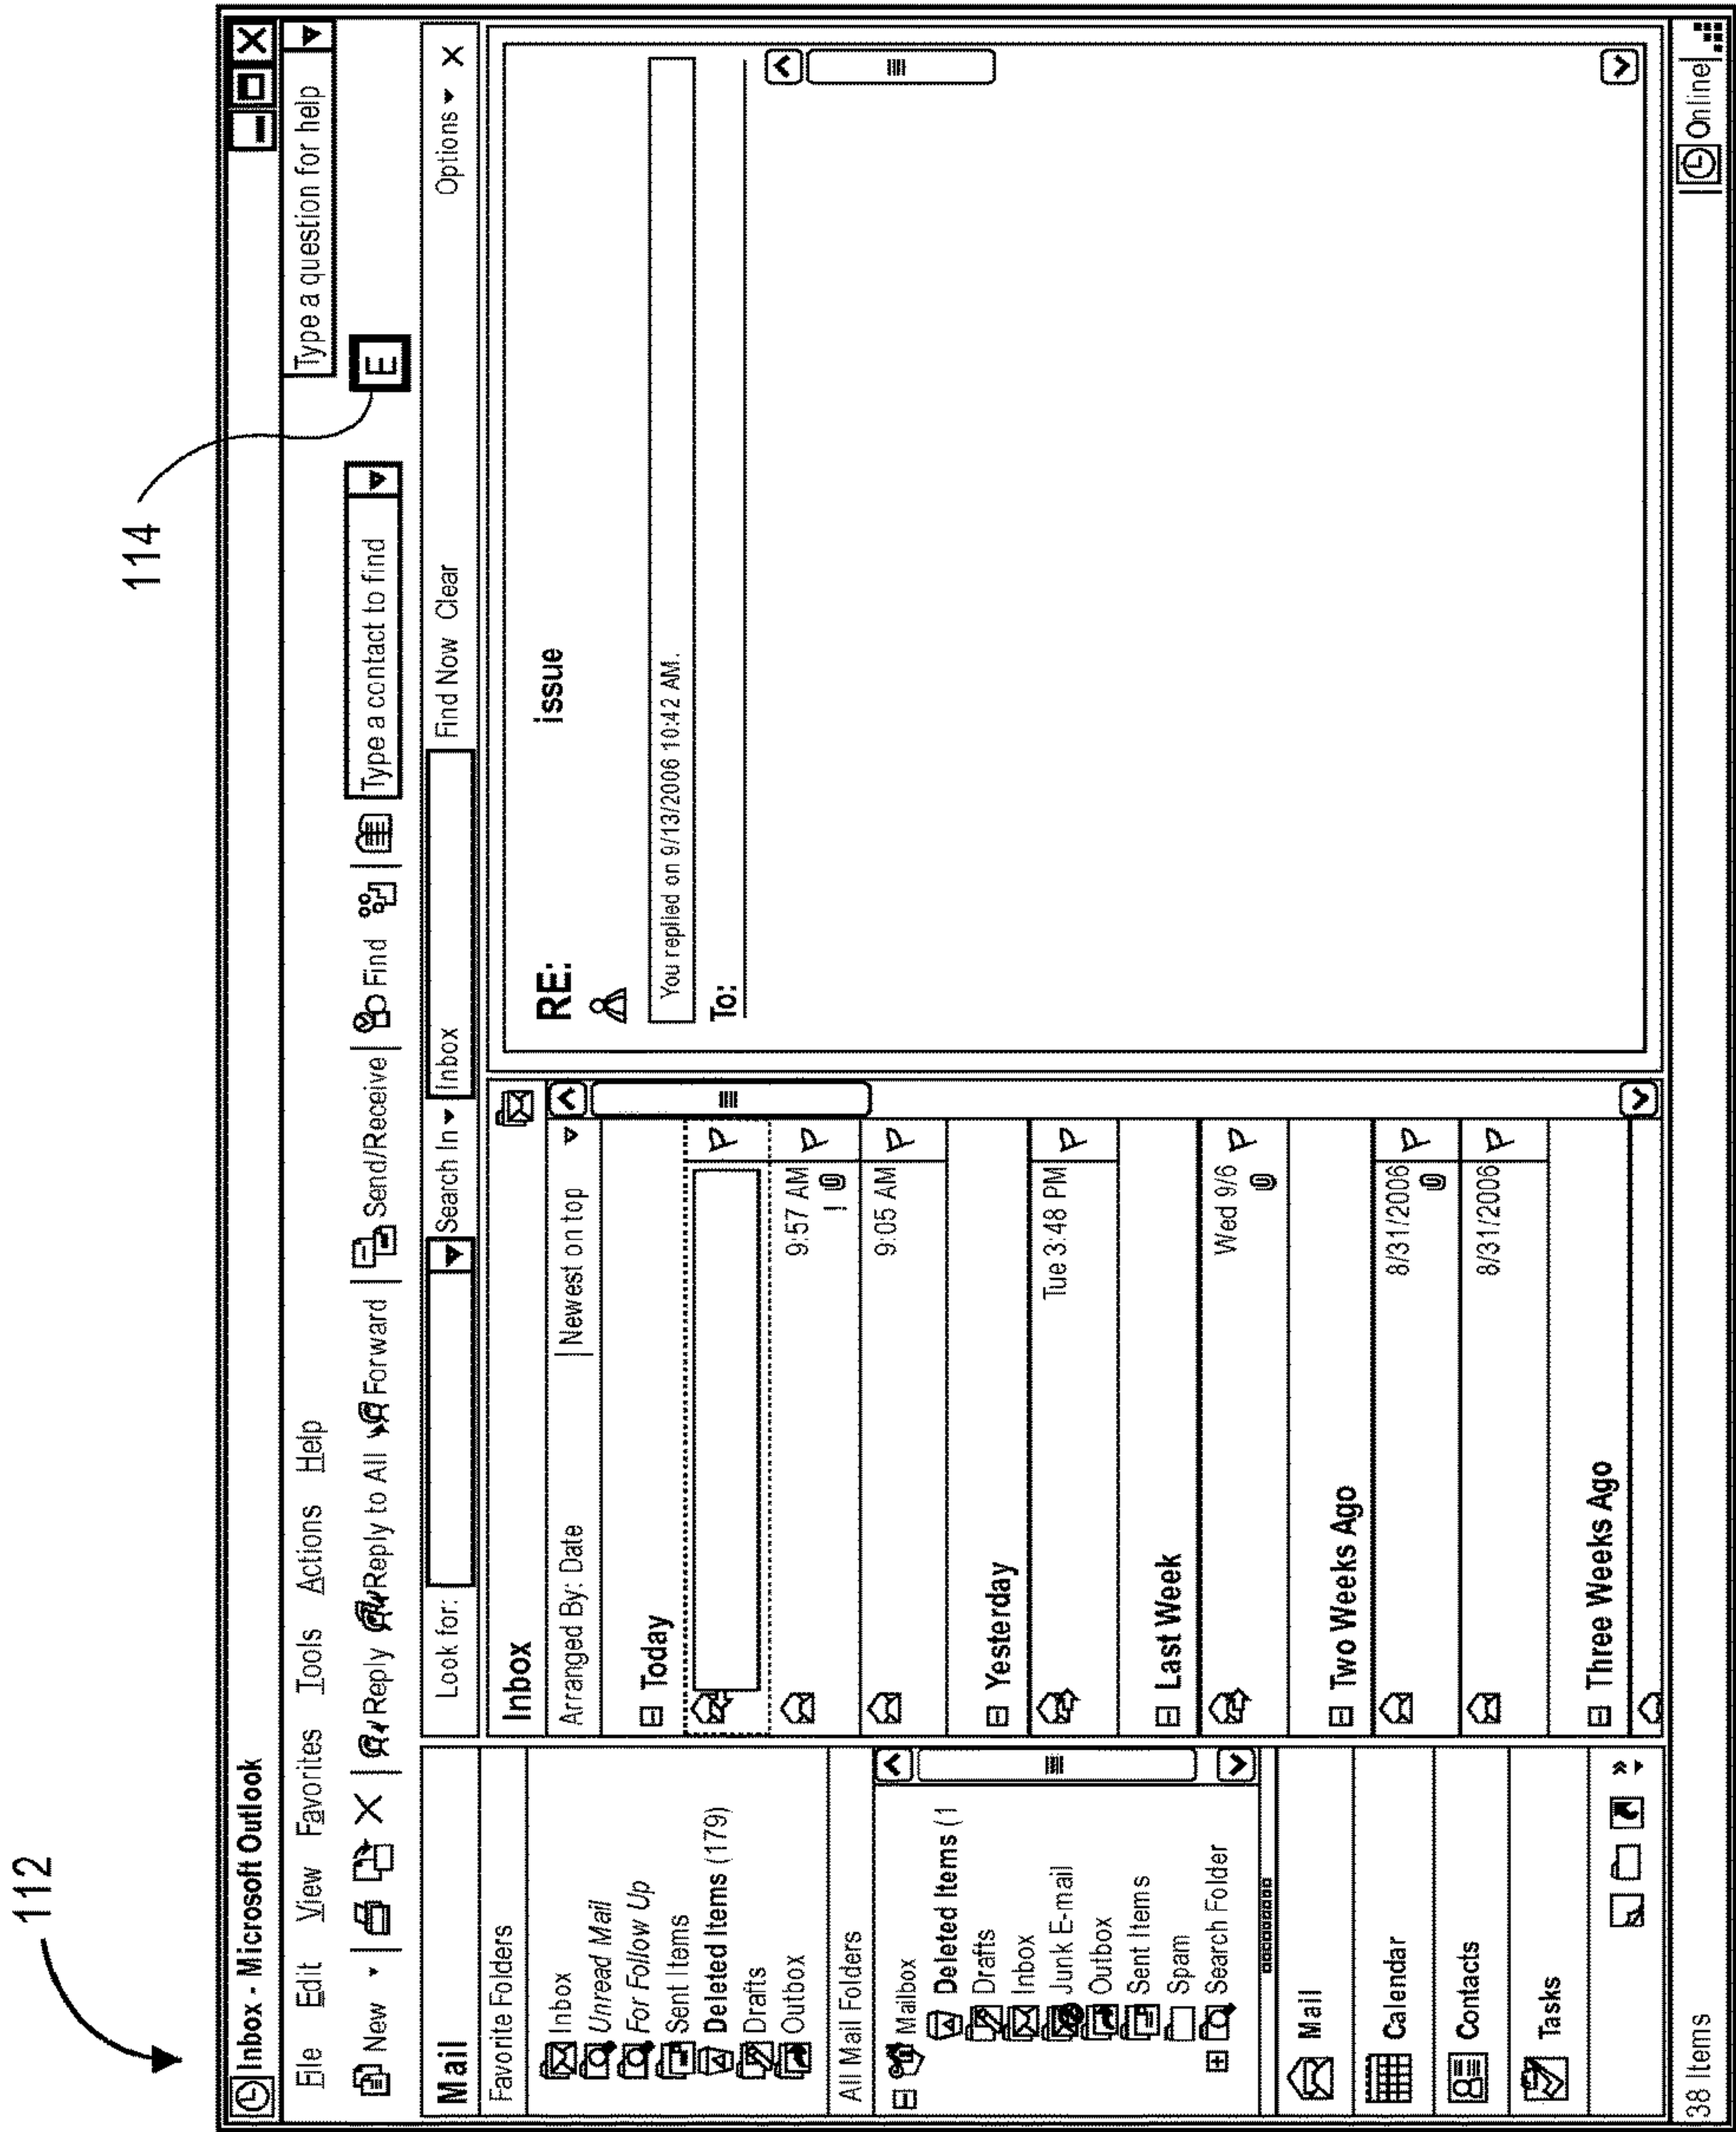 112
114
Inbox - Microsoft Outlook
File Edit View Favorites Tools Actions Help
Type a question for help
New Reply Reply to All Forward Send/Receive Find Type a contact to find E
Look for: Search In Inbox Find Now Clear Options
Mail
Favorite Folders
Inbox
Unread Mail
For Follow Up
Sent Items
Deleted Items (179)
Drafts
Outbox
All Mail Folders
Mailbox
Deleted Items (1
Drafts
Inbox
Junk E-mail
Outbox
Sent Items
Spam
Search Folder
Mail
Calendar
Contacts
Tasks
Inbox
Arranged By: Date Newest on top
Today
9:57 AM
!
9:05 AM
Yesterday
Tue 3:48 PM
Last Week
Wed 9/6
Two Weeks Ago
8/31/2006
8/31/2006
Three Weeks Ago
RE: issue
You replied on 9/13/2006 10:42 AM.
To:
38 Items
Online